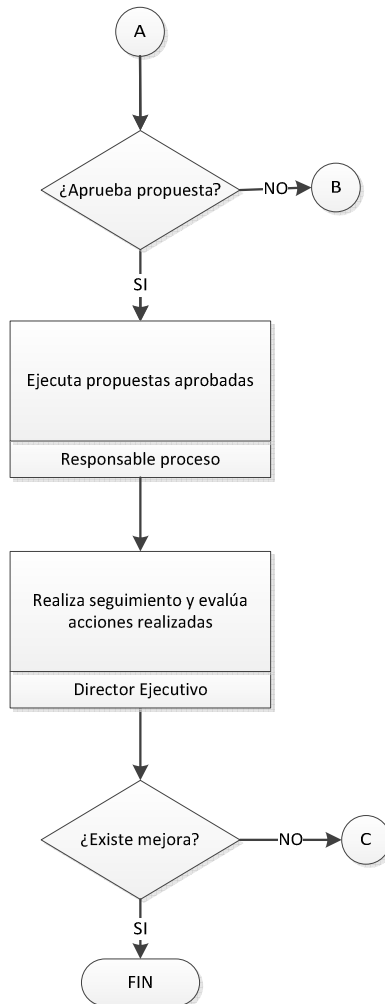 A
¿Aprueba propuesta?
NO
B
SI
Ejecuta propuestas aprobadas
Responsable proceso
Realiza seguimiento y evalúa
acciones realizadas
Director Ejecutivo
¿Existe mejora?
NO
C
SI
FIN